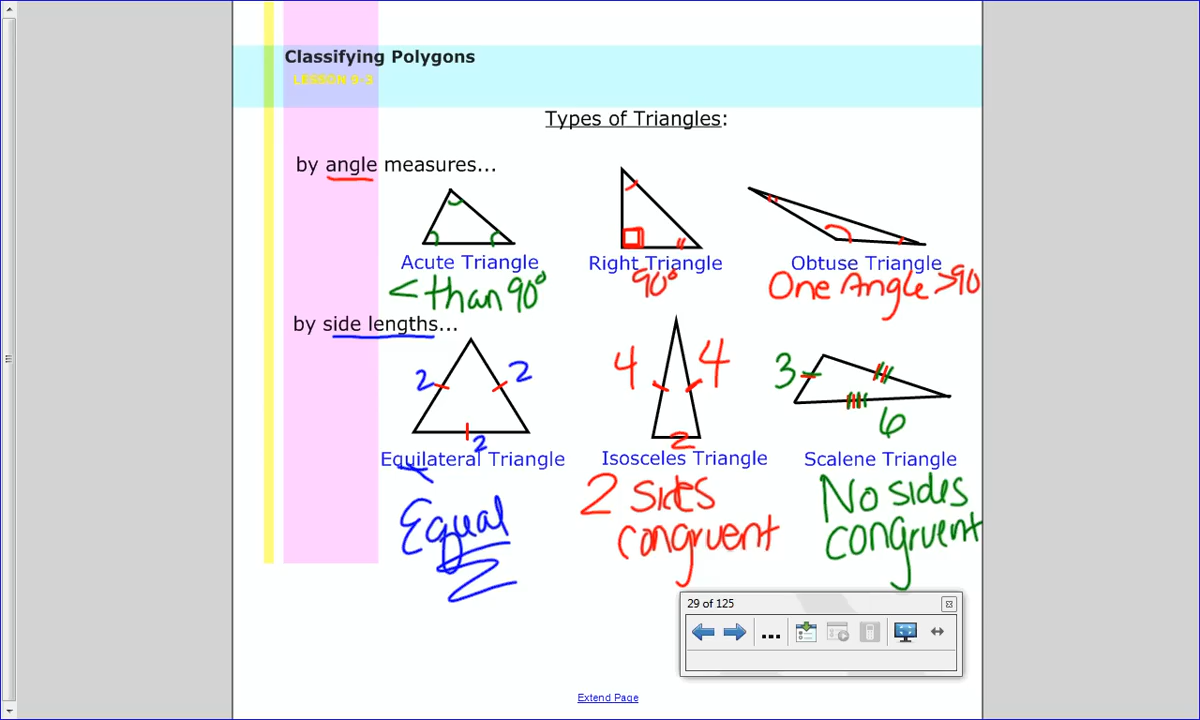 Classifying Polygons
LESSON 9-3
Types of Triangles:
by angle measures...
Acute Triangle Right Triangle Obtuse Triangle
< than 90° 90° One Angle >90
by side lengths...
2 2 2
4 4 2
3 6
Equilateral Triangle Isosceles Triangle Scalene Triangle
Equal
2 sides
congruent
No sides
congruent
29 of 125
...
Extend Page